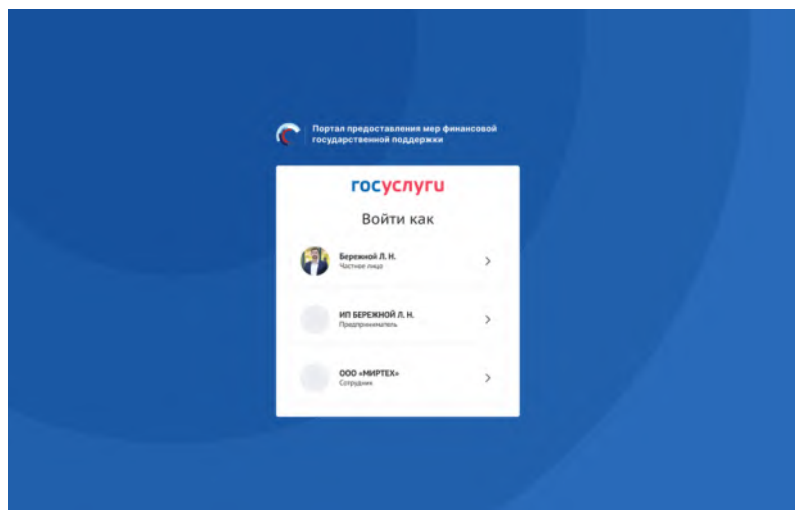 Портал предоставления мер финансовой
государственной поддержки
госуслуги
Войти как
Бережной Л. Н.
Частное лицо
ИП БЕРЕЖНОЙ Л. Н.
Предприниматель
ООО «МИРТЕХ»
Сотрудник